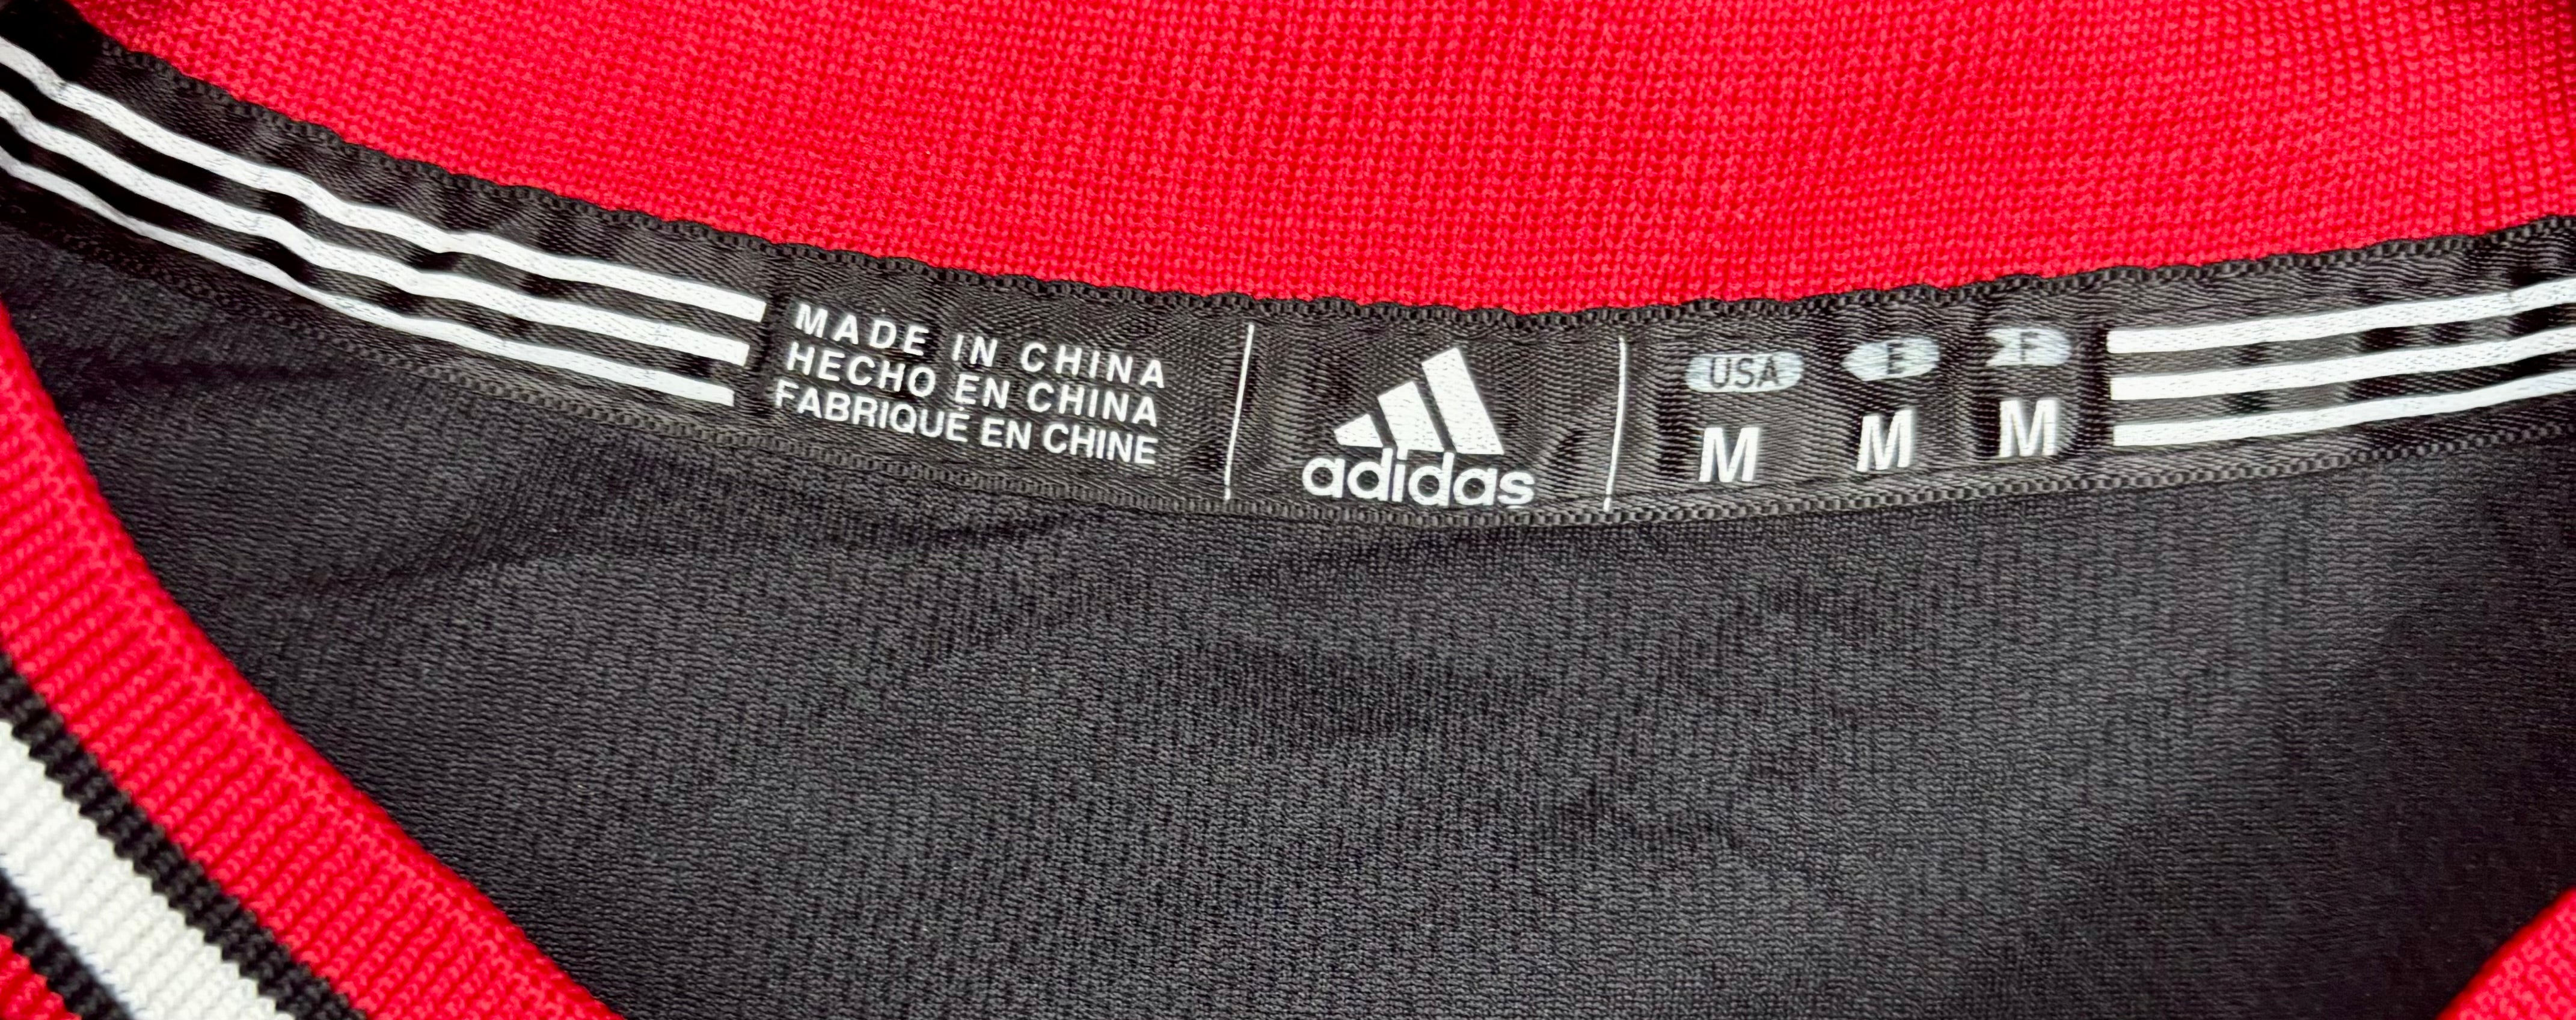 MADE IN CHINA
HECHO EN CHINA
FABRIQUÉ EN CHINE
adidas
USA E F
M M M